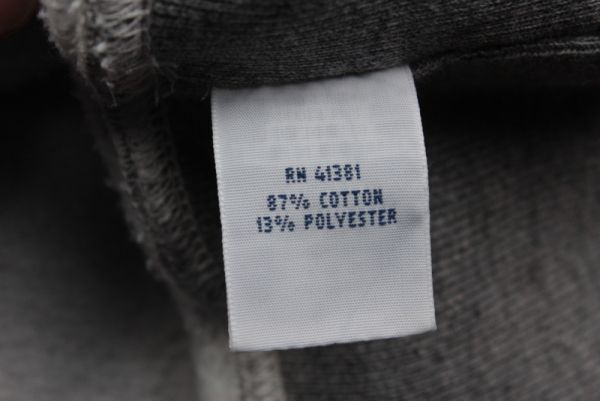 RN 41381
87% COTTON
13% POLYESTER